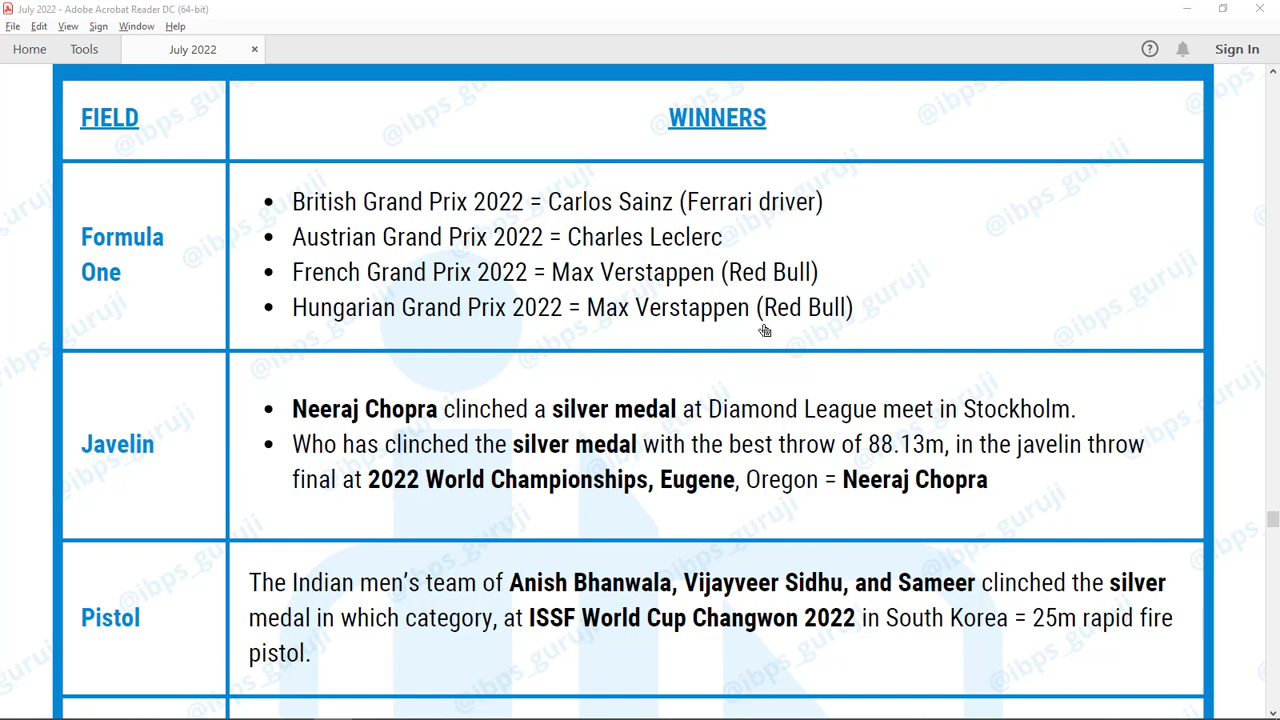 July 2022 - Adobe Acrobat Reader DC (64-bit)
File Edit View Sign Window Help
Home Tools July 2022 × ? Sign In
FIELD WINNERS
Formula One
• British Grand Prix 2022 = Carlos Sainz (Ferrari driver)
• Austrian Grand Prix 2022 = Charles Leclerc
• French Grand Prix 2022 = Max Verstappen (Red Bull)
• Hungarian Grand Prix 2022 = Max Verstappen (Red Bull)
Javelin
• Neeraj Chopra clinched a silver medal at Diamond League meet in Stockholm.
• Who has clinched the silver medal with the best throw of 88.13m, in the javelin throw
final at 2022 World Championships, Eugene, Oregon = Neeraj Chopra
Pistol
The Indian men’s team of Anish Bhanwala, Vijayveer Sidhu, and Sameer clinched the silver
medal in which category, at ISSF World Cup Changwon 2022 in South Korea = 25m rapid fire
pistol.
@ibps_guruji